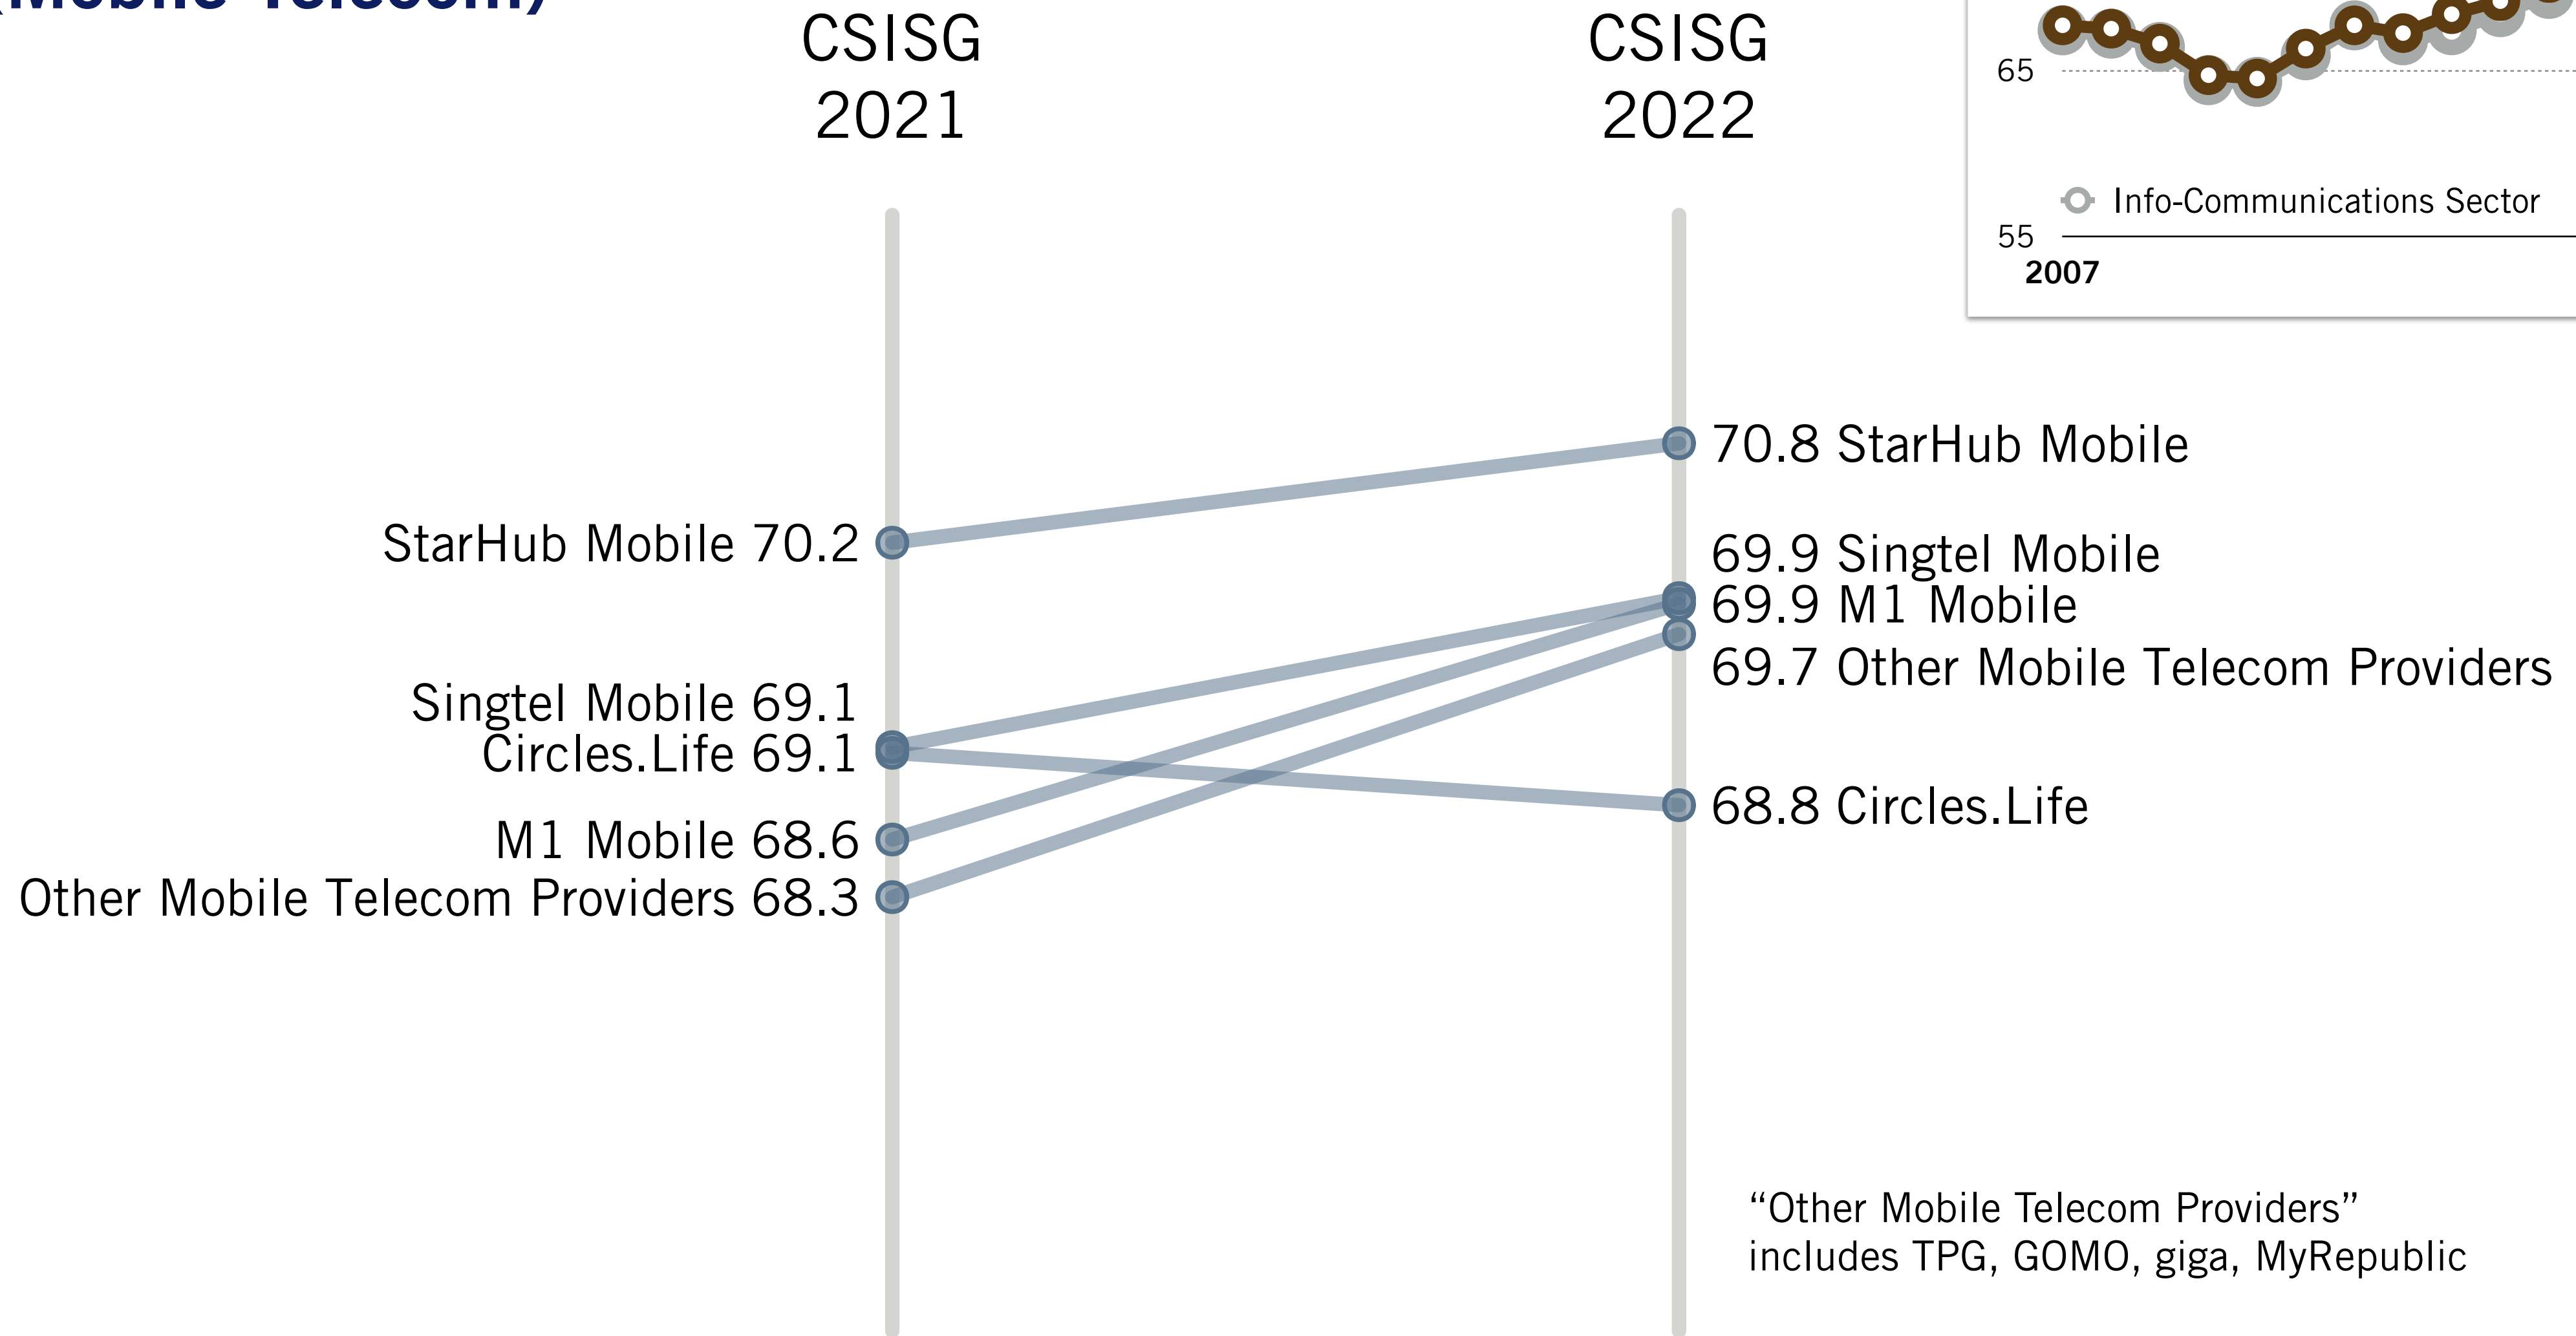 (Mobile Telecom)
CSISG
2021
CSISG
2022
65
Info-Communications Sector
55
2007
StarHub Mobile 70.2
Singtel Mobile 69.1
Circles.Life 69.1
M1 Mobile 68.6
Other Mobile Telecom Providers 68.3
70.8 StarHub Mobile
69.9 Singtel Mobile
69.9 M1 Mobile
69.7 Other Mobile Telecom Providers
68.8 Circles.Life
“Other Mobile Telecom Providers”
includes TPG, GOMO, giga, MyRepublic